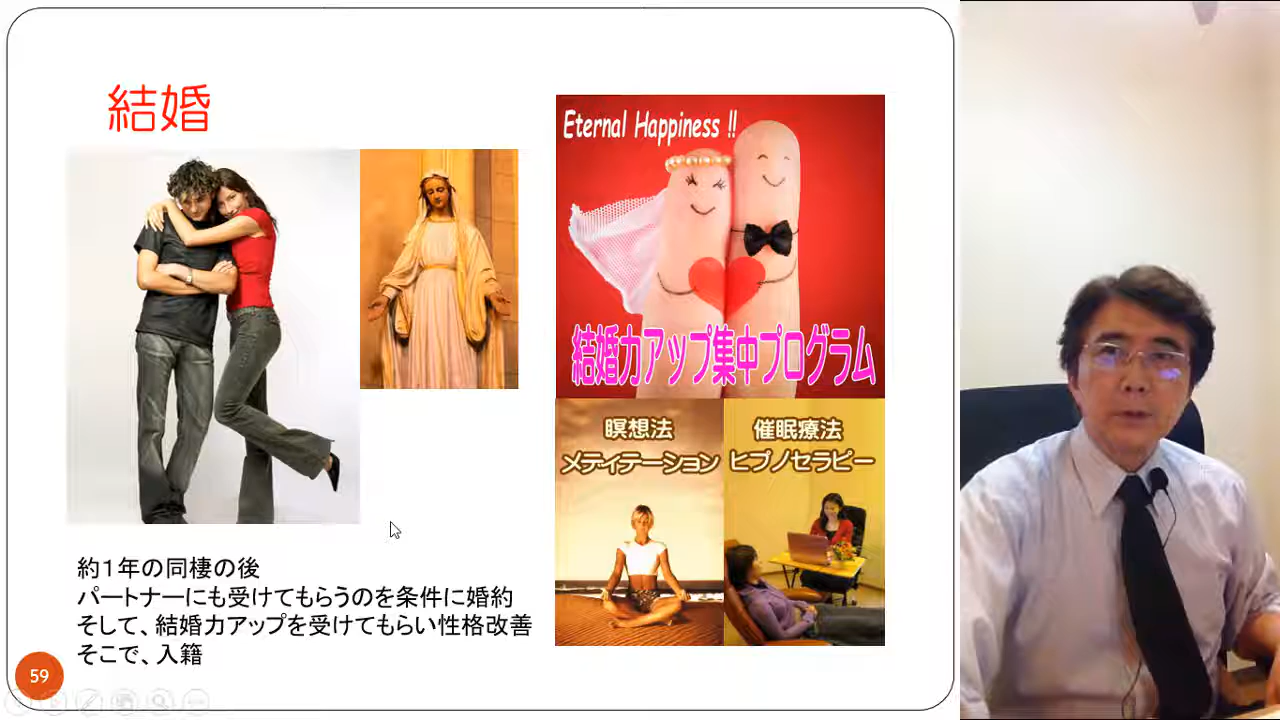 結婚
Eternal Happiness !!
結婚力アップ集中プログラム
瞑想法
メディテーション
催眠療法
ヒプノセラピー
約1年の同棲の後
パートナーにも受けてもらうのを条件に婚約
そして、結婚力アップを受けてもらい性格改善
そこで、入籍
59